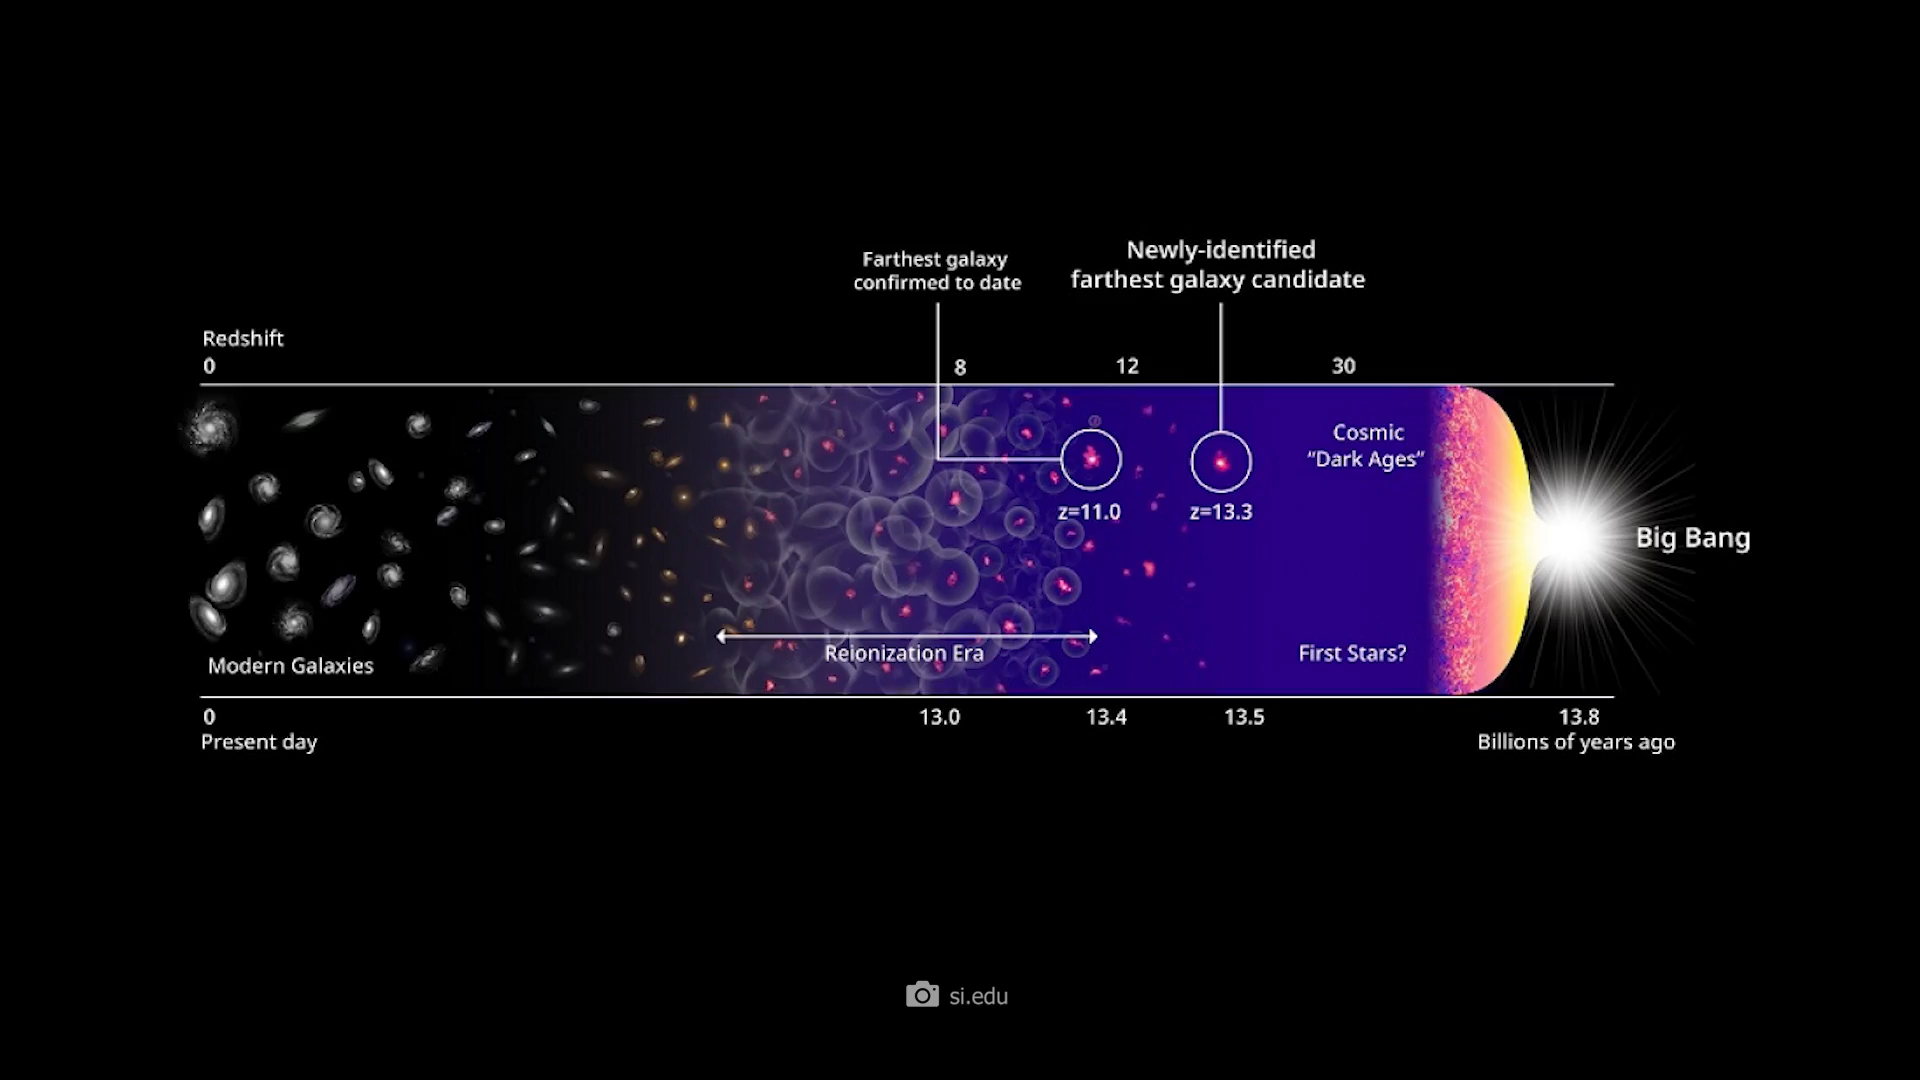 Farthest galaxy
confirmed to date
Newly-identified
farthest galaxy candidate
Redshift
0
8
12
30
Cosmic
“Dark Ages”
z=11.0
z=13.3
Big Bang
Reionization Era
First Stars?
Modern Galaxies
0
13.0
13.4
13.5
13.8
Present day
Billions of years ago
si.edu